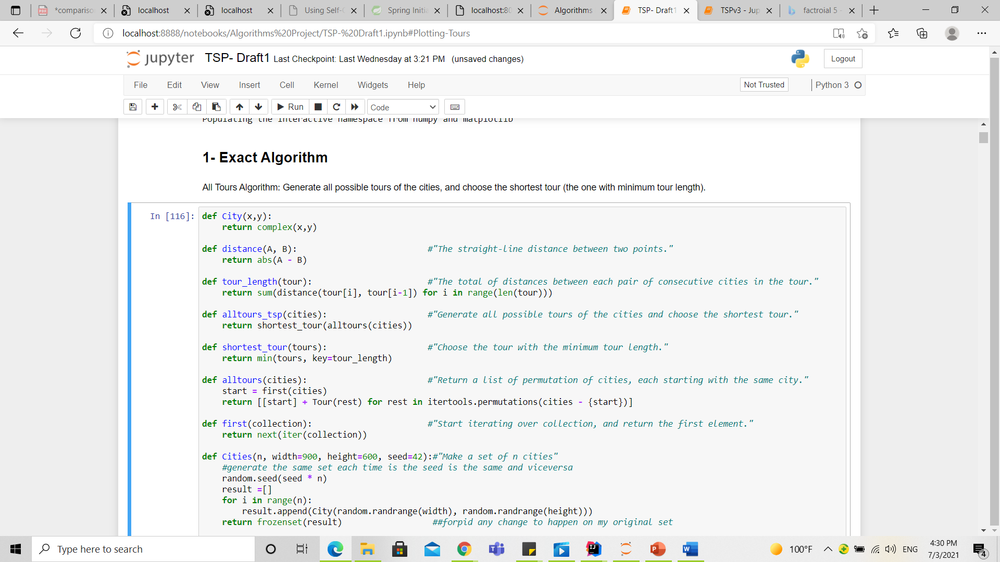 *compariso
localhost
localhost
Using Self-
Spring Initia
localhost:80
Algorithms
TSP- Draft1
TSPv3 - Jup
factroial 5 -
localhost:8888/notebooks/Algorithms%20Project/TSP-%20Draft1.ipynb#Plotting-Tours
jupyter TSP- Draft1 Last Checkpoint: Last Wednesday at 3:21 PM (unsaved changes)
Logout
File Edit View Insert Cell Kernel Widgets Help
Not Trusted
Python 3
Run
Code
Populating the interactive namespace from numpy and matplotlib
1- Exact Algorithm
All Tours Algorithm: Generate all possible tours of the cities, and choose the shortest tour (the one with minimum tour length).
In [116]: def City(x,y):
    return complex(x,y)
def distance(A, B): #"The straight-line distance between two points."
    return abs(A - B)
def tour_length(tour): #"The total of distances between each pair of consecutive cities in the tour."
    return sum(distance(tour[i], tour[i-1]) for i in range(len(tour)))
def alltours_tsp(cities): #"Generate all possible tours of the cities and choose the shortest tour."
    return shortest_tour(alltours(cities))
def shortest_tour(tours): #"Choose the tour with the minimum tour length."
    return min(tours, key=tour_length)
def alltours(cities): #"Return a list of permutation of cities, each starting with the same city."
    start = first(cities)
    return [[start] + Tour(rest) for rest in itertools.permutations(cities - {start})]
def first(collection): #"Start iterating over collection, and return the first element."
    return next(iter(collection))
def Cities(n, width=900, height=600, seed=42):#"Make a set of n cities"
    #generate the same set each time is the seed is the same and viceversa
    random.seed(seed * n)
    result =[]
    for i in range(n):
        result.append(City(random.randrange(width), random.randrange(height)))
    return frozenset(result) ##forpid any change to happen on my original set
Type here to search
100°F
ENG
4:30 PM
7/3/2021
4